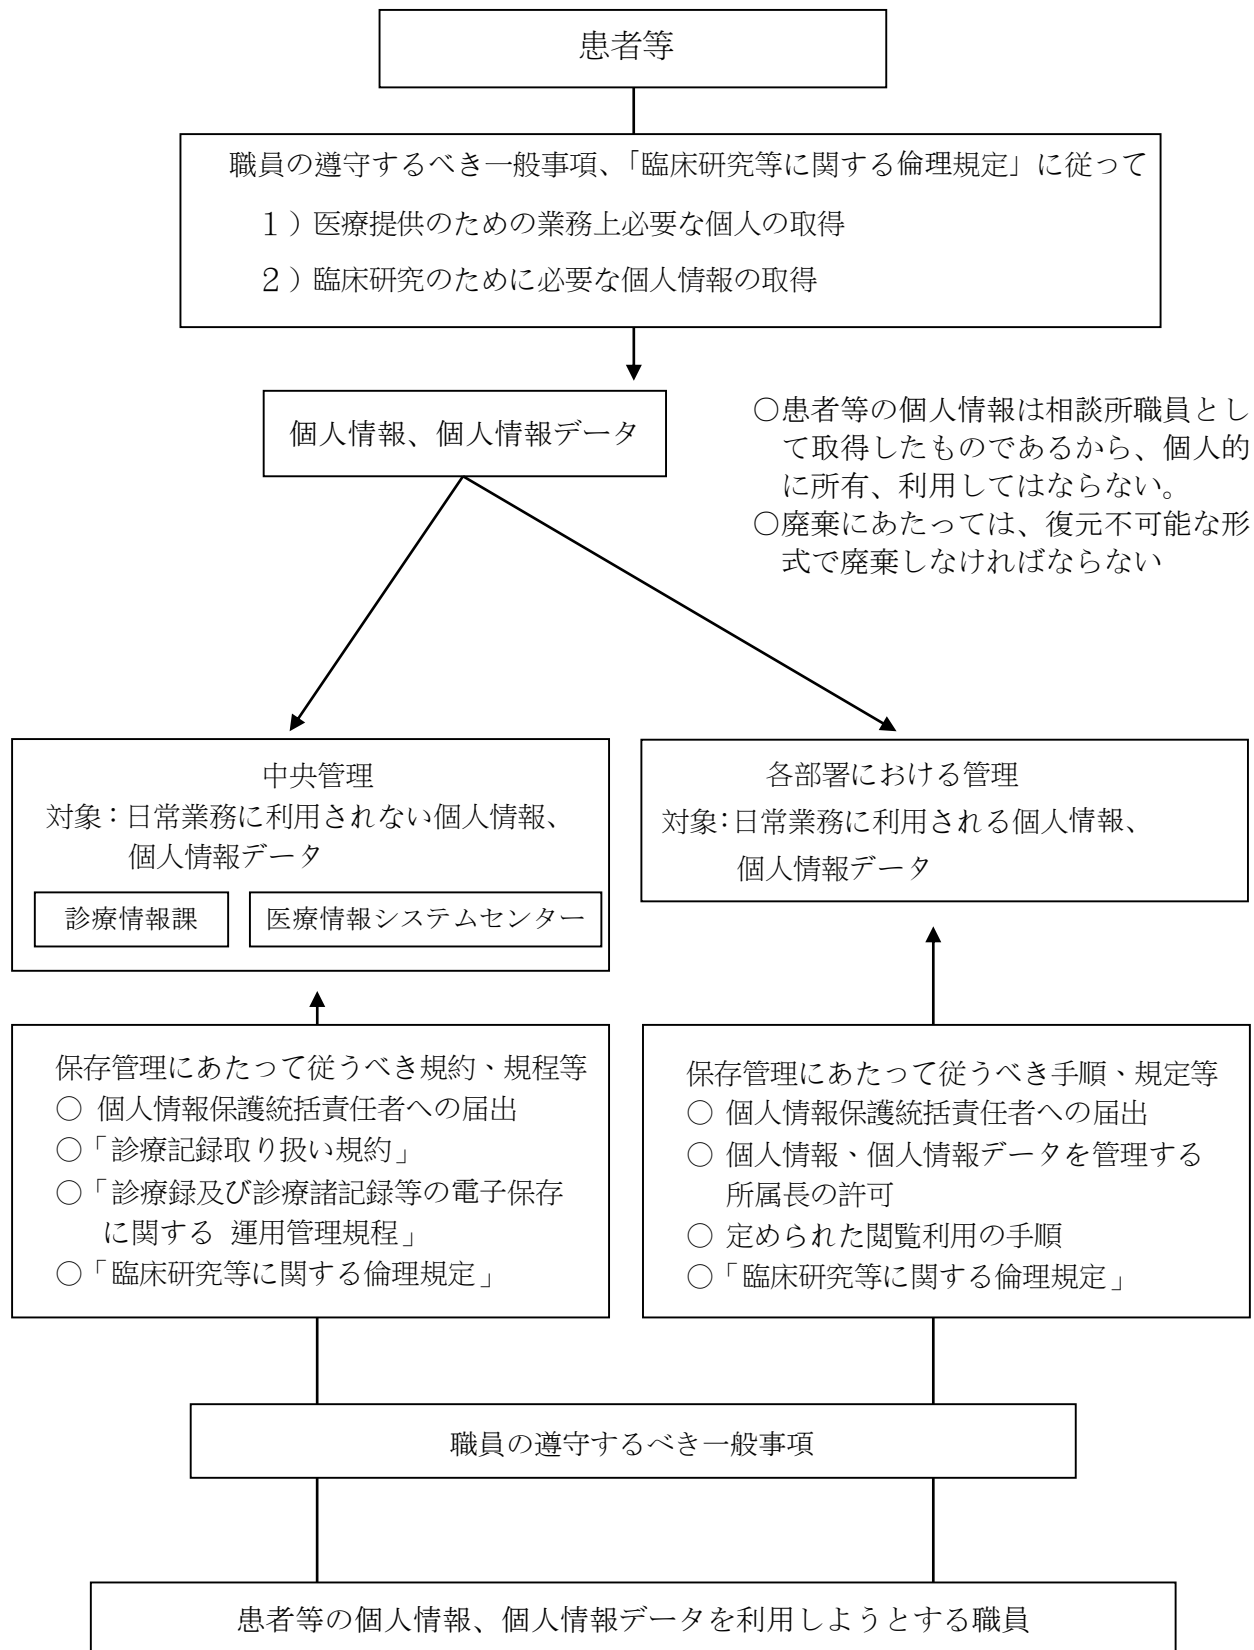 患者等
職員の遵守するべき一般事項、「臨床研究等に関する倫理規定」に従って
１）医療提供のための業務上必要な個人の取得
２）臨床研究のために必要な個人情報の取得
個人情報、個人情報データ
○患者等の個人情報は相談所職員とし
て取得したものであるから、個人的
に所有、利用してはならない。
○廃棄にあたっては、復元不可能な形
式で廃棄しなければならない
中央管理
対象：日常業務に利用されない個人情報、
個人情報データ
診療情報課
医療情報システムセンター
各部署における管理
対象：日常業務に利用される個人情報、
個人情報データ
保存管理にあたって従うべき規約、規程等
○ 個人情報保護統括責任者への届出
○「診療記録取り扱い規約」
○「診療録及び診療諸記録等の電子保存
に関する 運用管理規程」
○「臨床研究等に関する倫理規定」
保存管理にあたって従うべき手順、規定等
○ 個人情報保護統括責任者への届出
○ 個人情報、個人情報データを管理する
所属長の許可
○ 定められた閲覧利用の手順
○「臨床研究等に関する倫理規定」
職員の遵守するべき一般事項
患者等の個人情報、個人情報データを利用しようとする職員